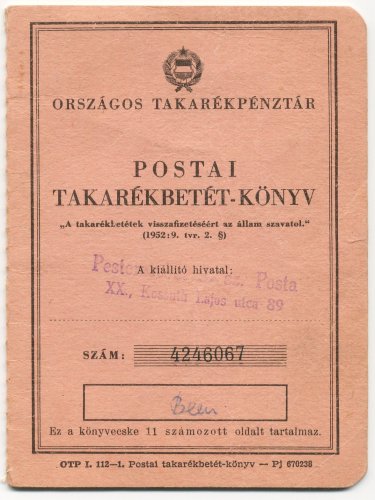 ORSZÁGOS TAKARÉKPÉNZTÁR
POSTAI
TAKARÉKBETÉT-KÖNYV
„A takarékbetétek visszafizetéséért az állam szavatol."
(1952:9. tvr. 2. §)
A kiállító hivatal:
Posta
XX., Kossuth Lajos utca 89
SZÁM: 4246067
Ez a könyvecske 11 számozott oldalt tartalmaz.
OTP I. 112—1. Postai takarékbetét-könyv — Pj 670238